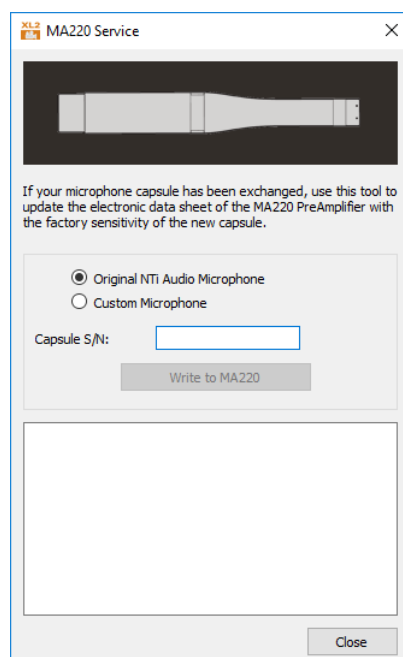 XL2
MA220 Service
If your microphone capsule has been exchanged, use this tool to
update the electronic data sheet of the MA220 PreAmplifier with
the factory sensitivity of the new capsule.
Original NTi Audio Microphone
Custom Microphone
Capsule S/N:
Write to MA220
Close